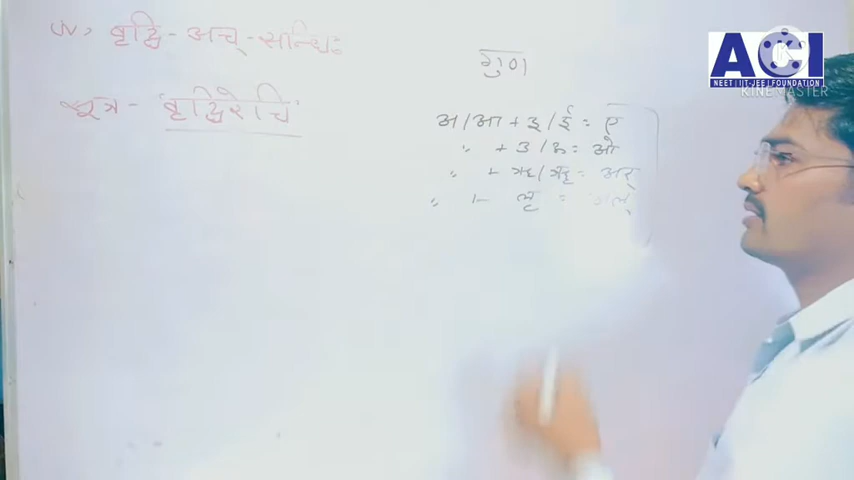 iv> वृद्धि - अच् - सन्धिः
सूत्र - "वृद्धिरेचि"
गुण
अ/आ + इ/ई = ए
" + उ/ऊ = ओ
" + ऋ/ॠ = अर्
" + लृ = अल्
ACI
NEET | IIT-JEE | FOUNDATION
KINEMASTER